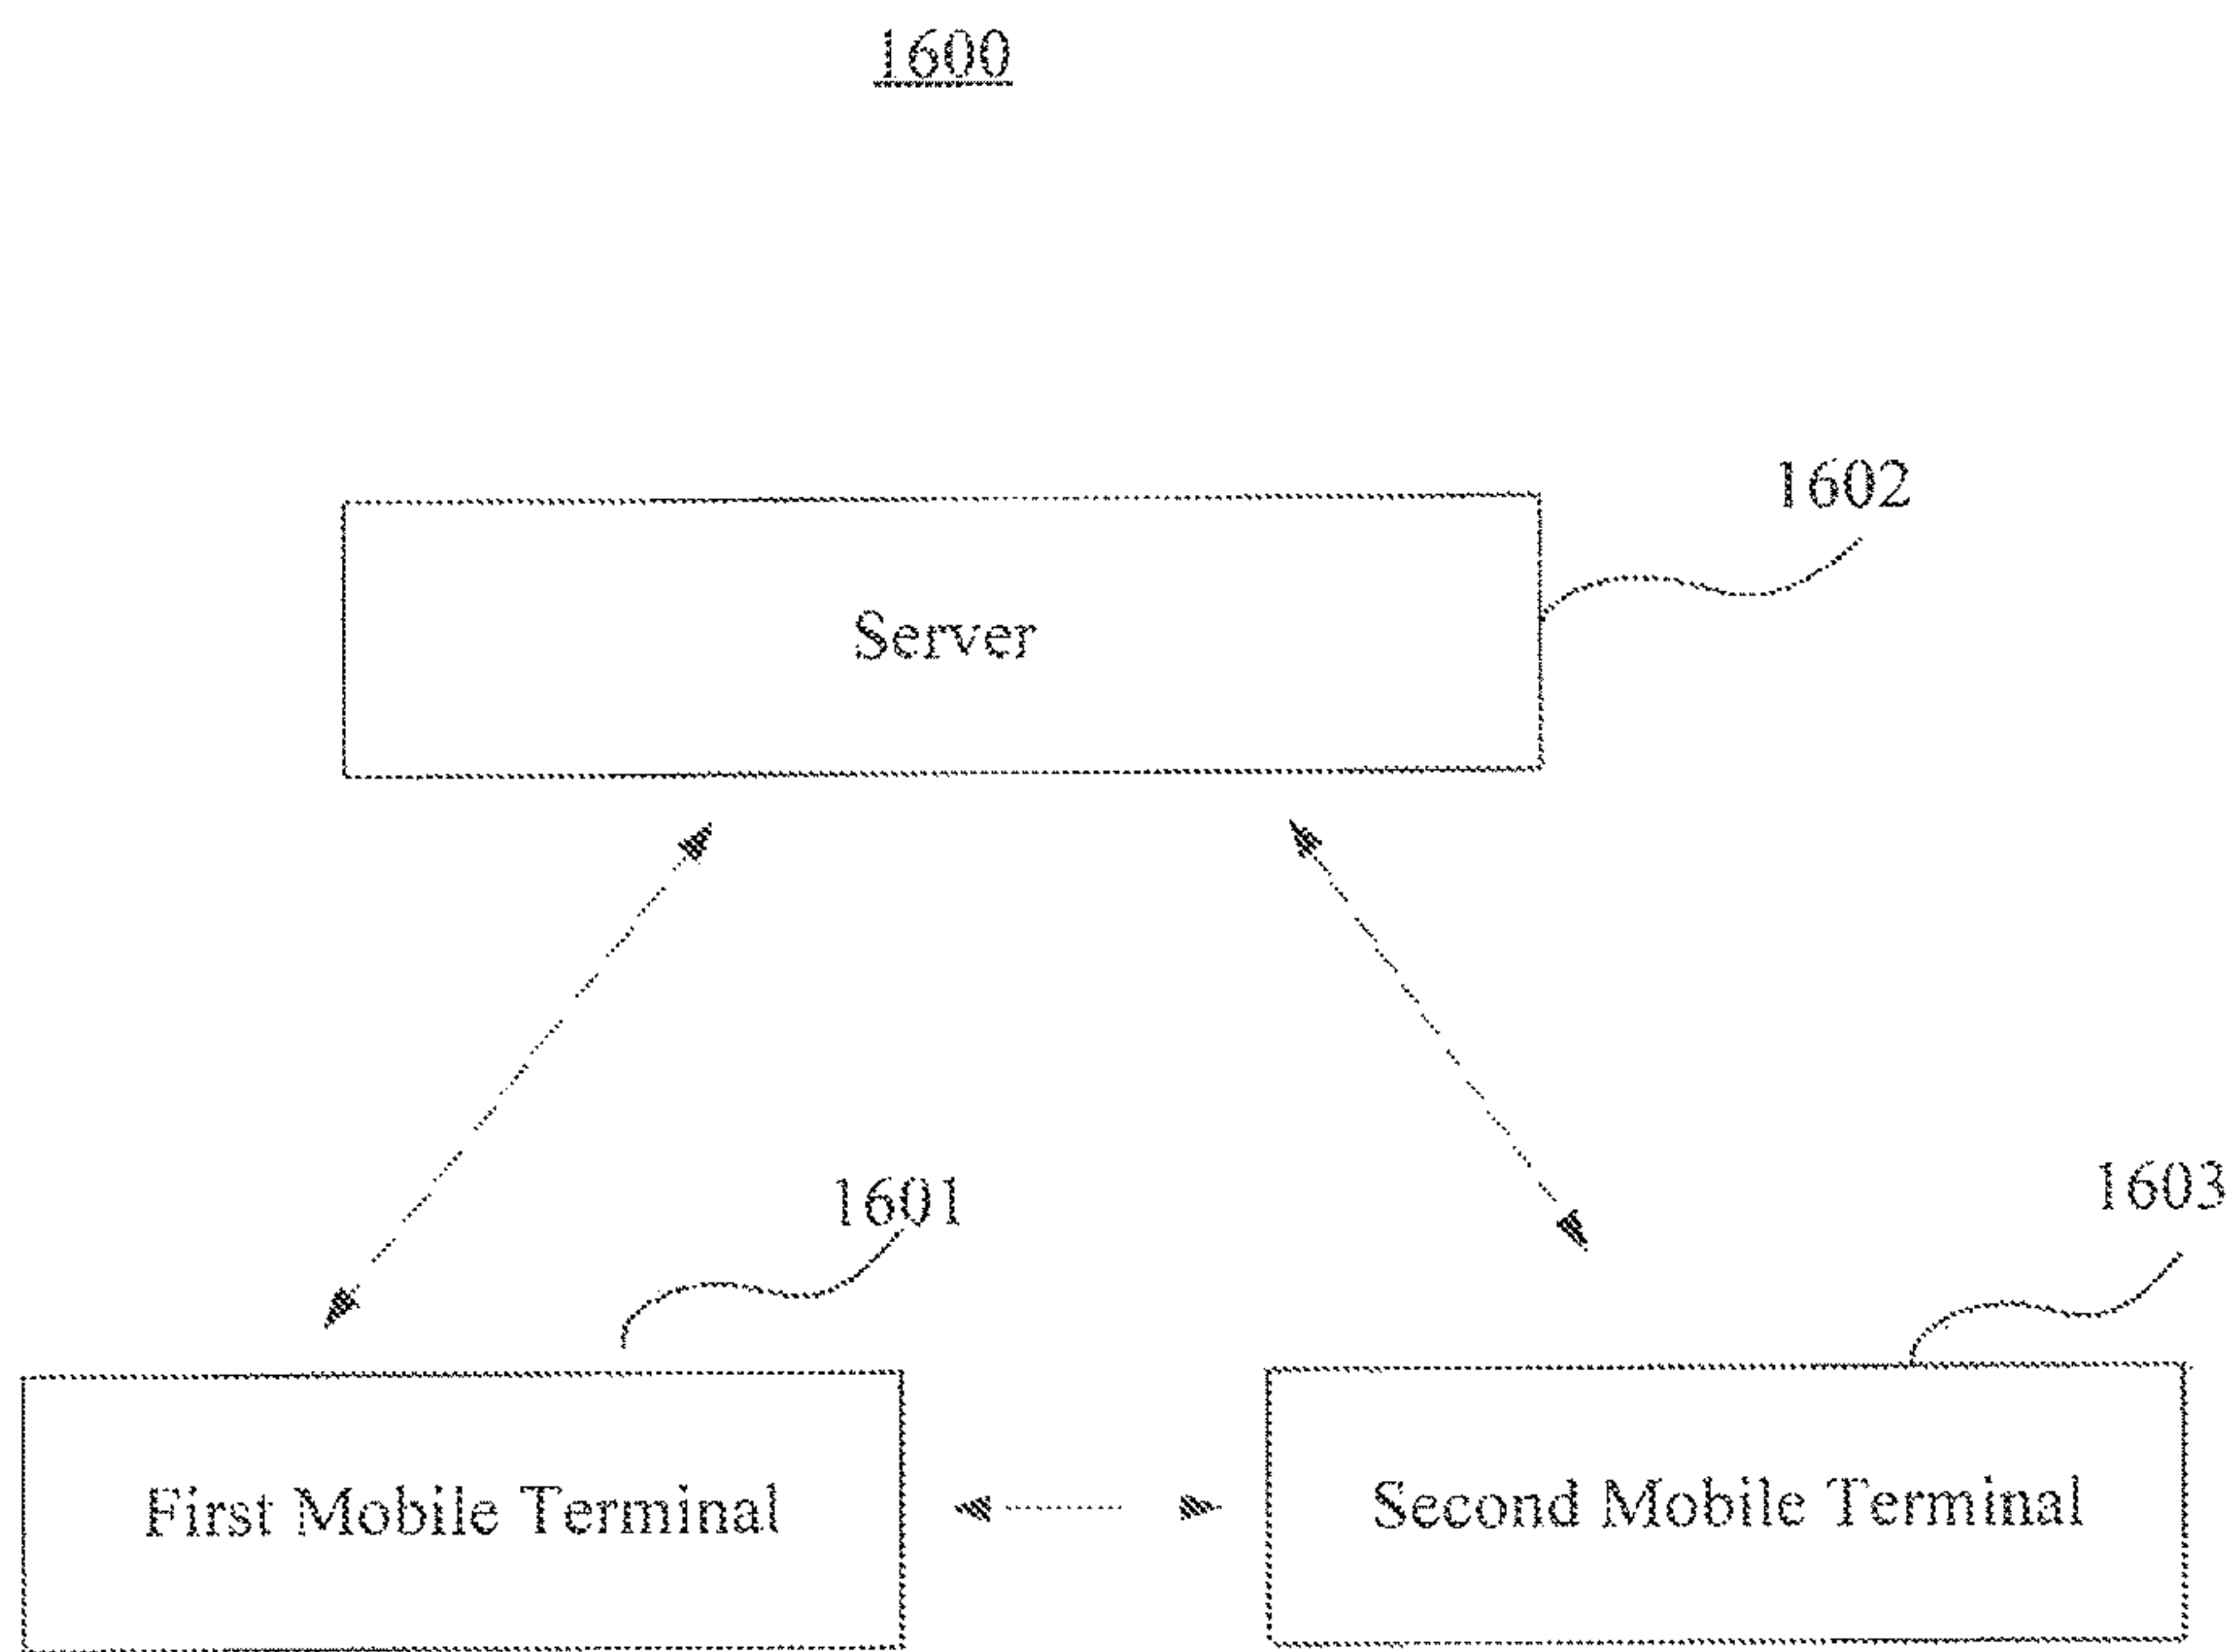 1600
1602
Server
1601
1603
First Mobile Terminal
Second Mobile Terminal